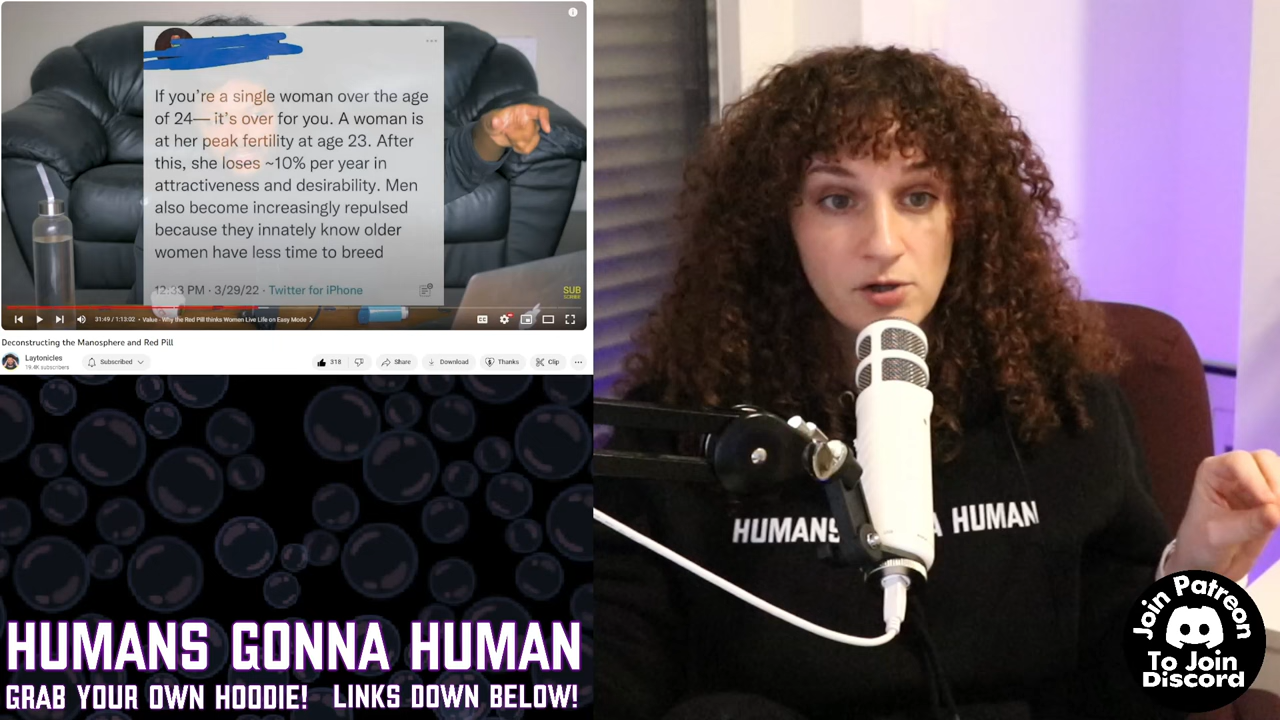 If you're a single woman over the age
of 24— it's over for you. A woman is
at her peak fertility at age 23. After
this, she loses ~10% per year in
attractiveness and desirability. Men
also become increasingly repulsed
because they innately know older
women have less time to breed
12:33 PM · 3/29/22 · Twitter for iPhone
SUB
SCRIBE
31:49 / 1:13:02 • Value - Why the Red Pill thinks Women Live Life on Easy Mode >
CC
Deconstructing the Manosphere and Red Pill
Laytonicles
19.4K subscribers
Subscribed
318
Share
Download
Thanks
Clip
HUMANS GONNA HUMAN
GRAB YOUR OWN HOODIE! LINKS DOWN BELOW!
HUMANS A HUMAN
Join Patreon
To Join
Discord